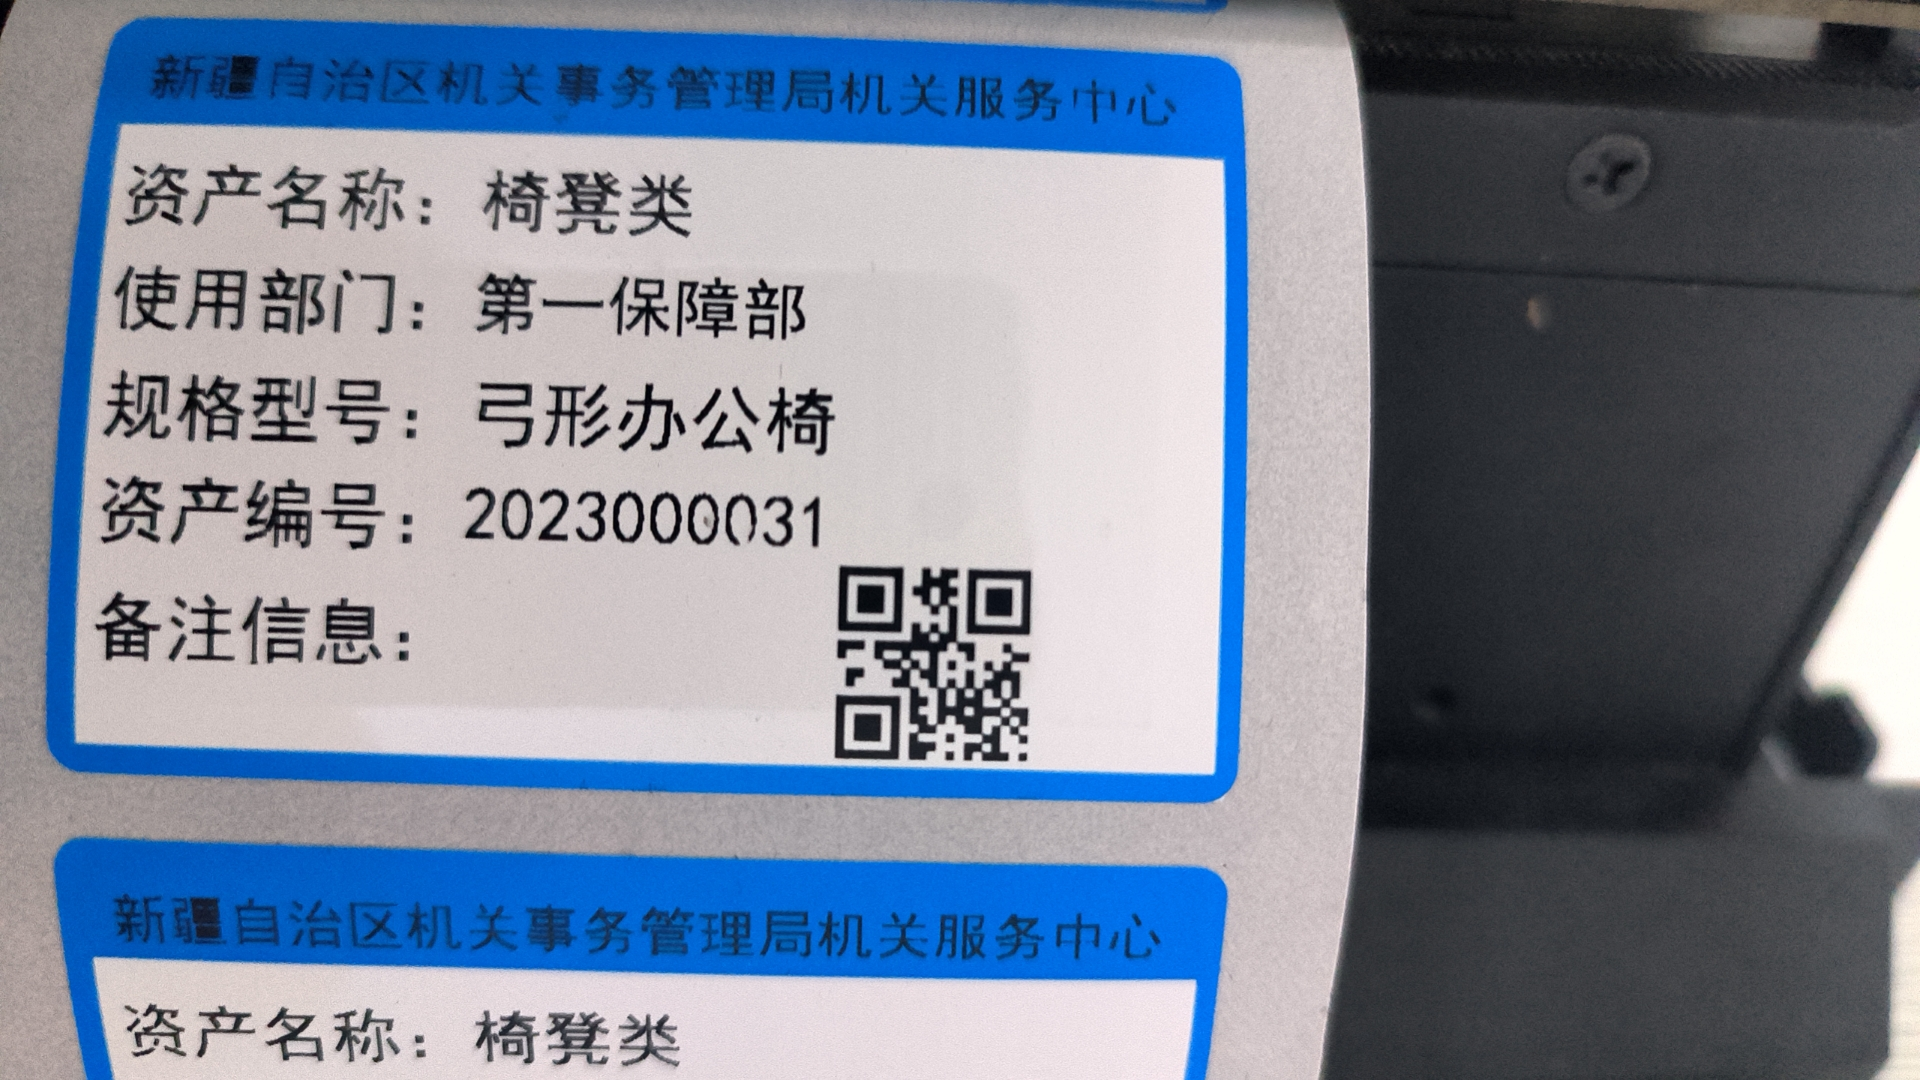 新疆自治区机关事务管理局机关服务中心
资产名称：椅凳类
使用部门：第一保障部
规格型号：弓形办公椅
资产编号：2023000031
备注信息：
新疆自治区机关事务管理局机关服务中心
资产名称：椅凳类